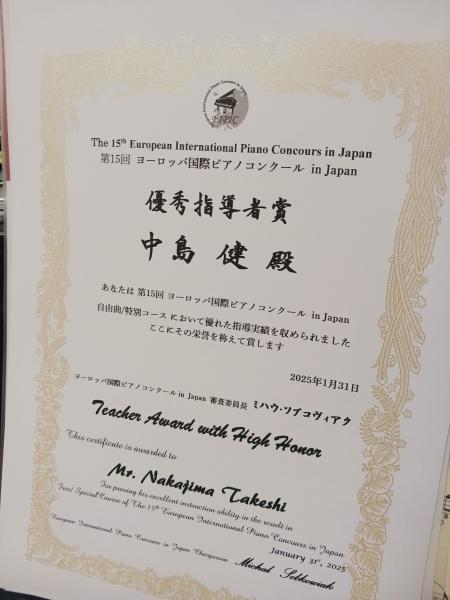 European International Piano Concours in Japan
EIPIC
The 15th European International Piano Concours in Japan
第15回 ヨーロッパ国際ピアノコンクール in Japan
優秀指導者賞
中島 健 殿
あなたは 第15回 ヨーロッパ国際ピアノコンクール in Japan
自由曲/特別コース において優れた指導実績を収められました
ここにその栄誉を称えて賞します
2025年1月31日
ヨーロッパ国際ピアノコンクール in Japan 審査委員長 ミハウ・ソブコヴィアク
Teacher Award with High Honor
This certificate is awarded to
Mr. Nakajima Takeshi
For proving his excellent instruction ability in the result in
Free/ Special Course of The 15th European International Piano Concours in Japan
January 31st, 2025
European International Piano Concours in Japan Chairperson Michał Sobkowiak